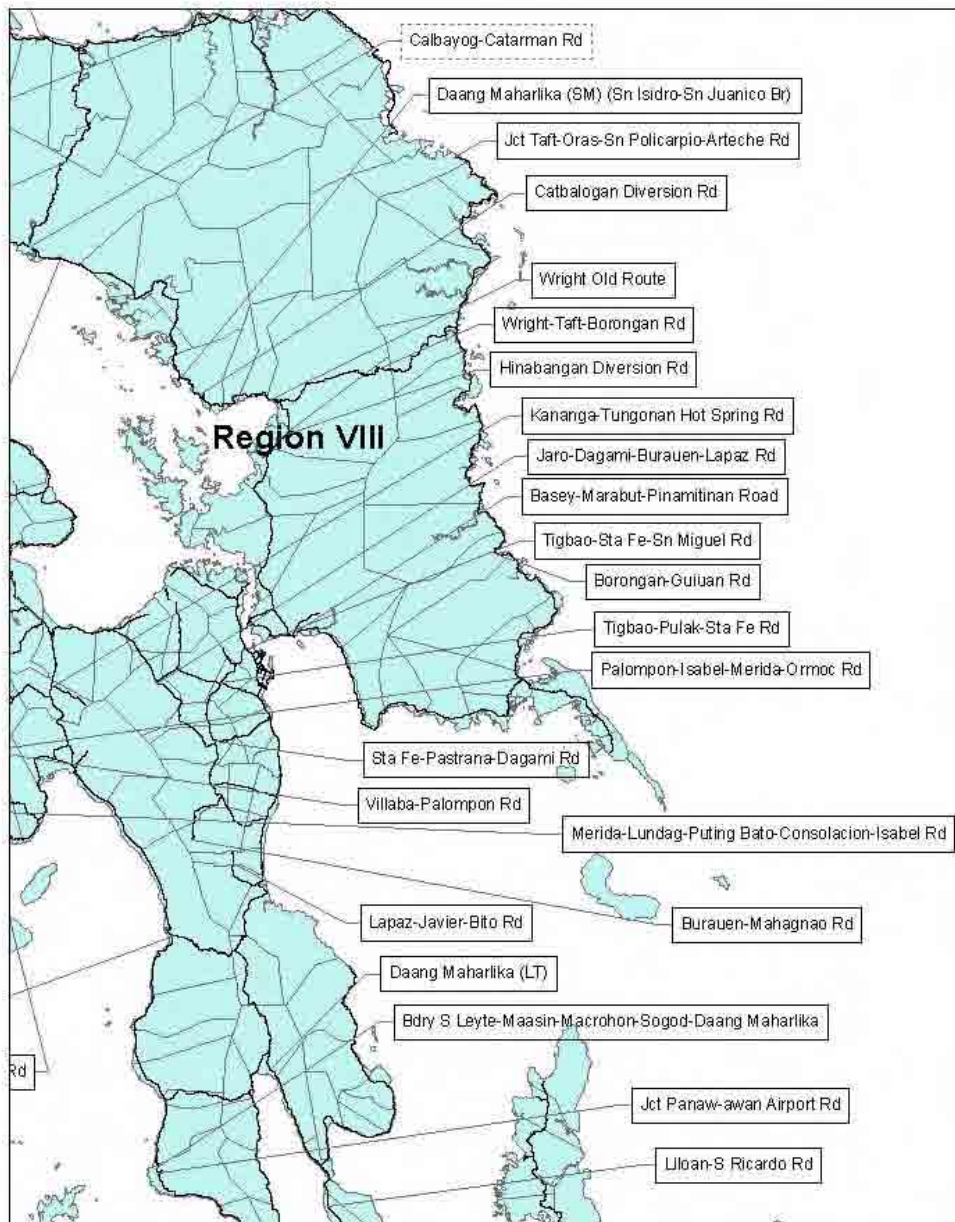 Calbayog-Catarman Rd
Daang Maharlika (SM) (Sn Isidro-Sn Juanico Br)
Jct Taft-Oras-Sn Policarpio-Arteche Rd
Catbalogan Diversion Rd
Wright Old Route
Wright-Taft-Borongan Rd
Hinabangan Diversion Rd
Kananga-Tungonan Hot Spring Rd
Region VIII
Jaro-Dagami-Burauen-Lapaz Rd
Basey-Marabut-Pinamitinan Road
Tigbao-Sta Fe-Sn Miguel Rd
Borongan-Guiuan Rd
Tigbao-Pulak-Sta Fe Rd
Palompon-Isabel-Merida-Ormoc Rd
Sta Fe-Pastrana-Dagami Rd
Villaba-Palompon Rd
Merida-Lundag-Puting Bato-Consolacion-Isabel Rd
Lapaz-Javier-Bito Rd
Burauen-Mahagnao Rd
Daang Maharlika (LT)
Bdry S Leyte-Maasin-Macrohon-Sogod-Daang Maharlika
Rd
Jct Panaw-awan Airport Rd
Liloan-S Ricardo Rd